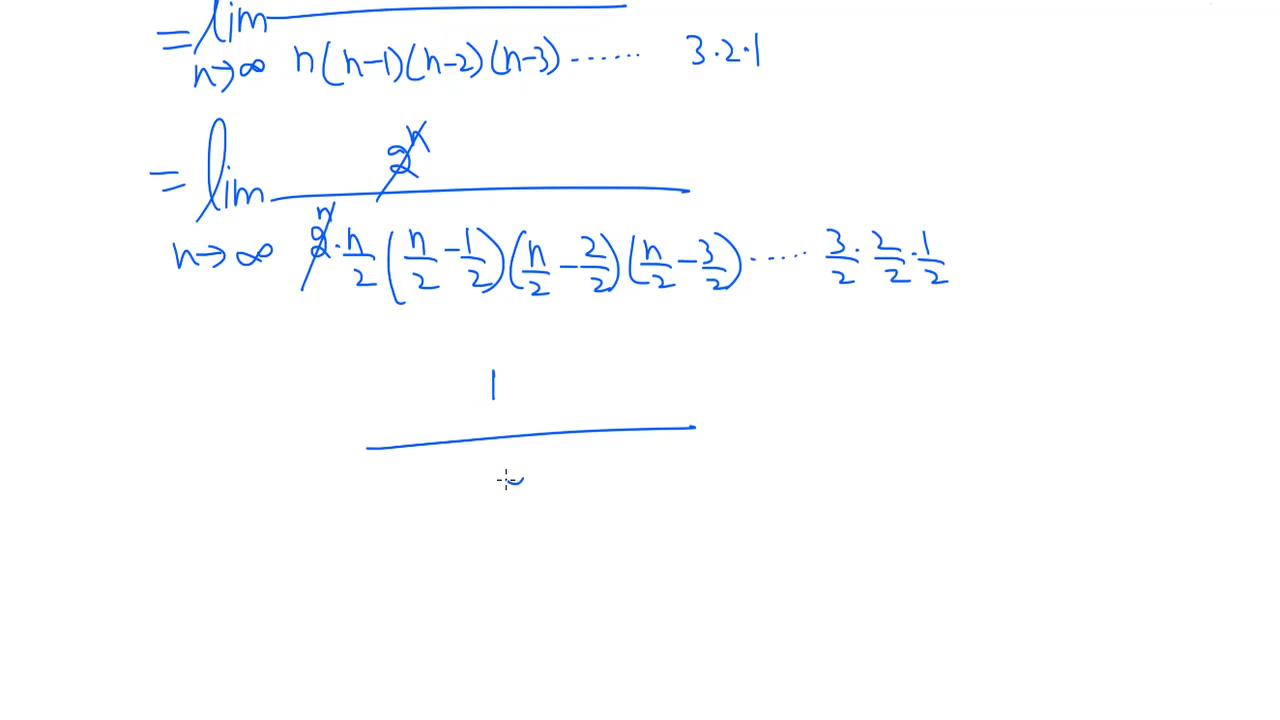 = lim
n→∞ n(n-1)(n-2)(n-3)...... 3·2·1
= lim 2^n
n→∞ 2^n · n/2 (n/2 - 1/2)(n/2 - 2/2)(n/2 - 3/2)...... 3/2 · 2/2 · 1/2
1